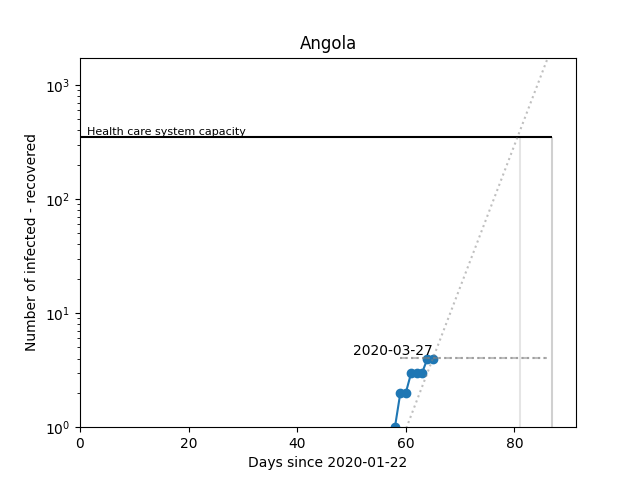 Angola
Number of infected - recovered
10³
Health care system capacity
10²
10¹
2020-03-27
10⁰
0 20 40 60 80
Days since 2020-01-22